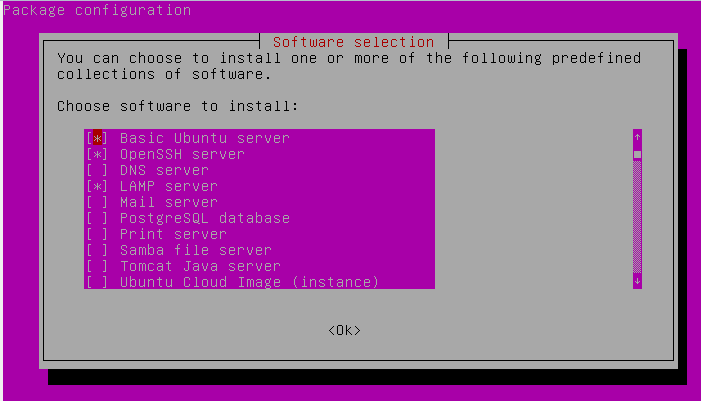 Package configuration
Software selection
You can choose to install one or more of the following predefined
collections of software.
Choose software to install:
[*] Basic Ubuntu server
[*] OpenSSH server
[ ] DNS server
[*] LAMP server
[ ] Mail server
[ ] PostgreSQL database
[ ] Print server
[ ] Samba file server
[ ] Tomcat Java server
[ ] Ubuntu Cloud Image (instance)
<Ok>